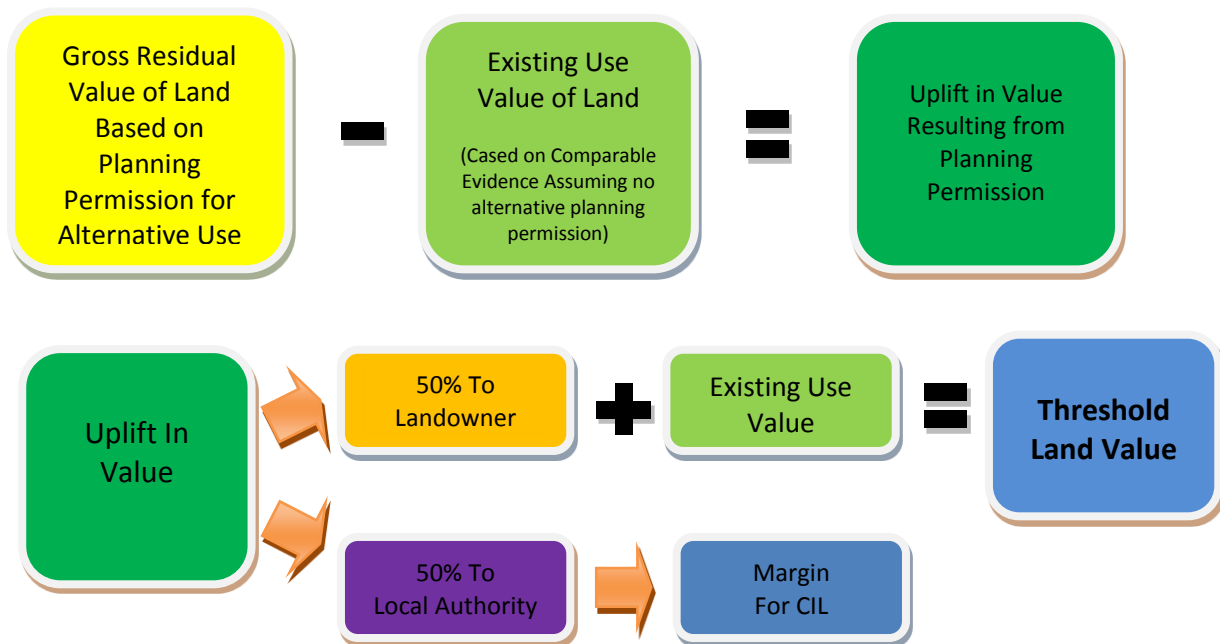 Gross Residual
Value of Land
Based on
Planning
Permission for
Alternative Use
Existing Use
Value of Land
(Cased on Comparable
Evidence Assuming no
alternative planning
permission)
Uplift in Value
Resulting from
Planning
Permission
Uplift In
Value
50% To
Landowner
Existing Use
Value
Threshold
Land Value
50% To
Local Authority
Margin
For CIL